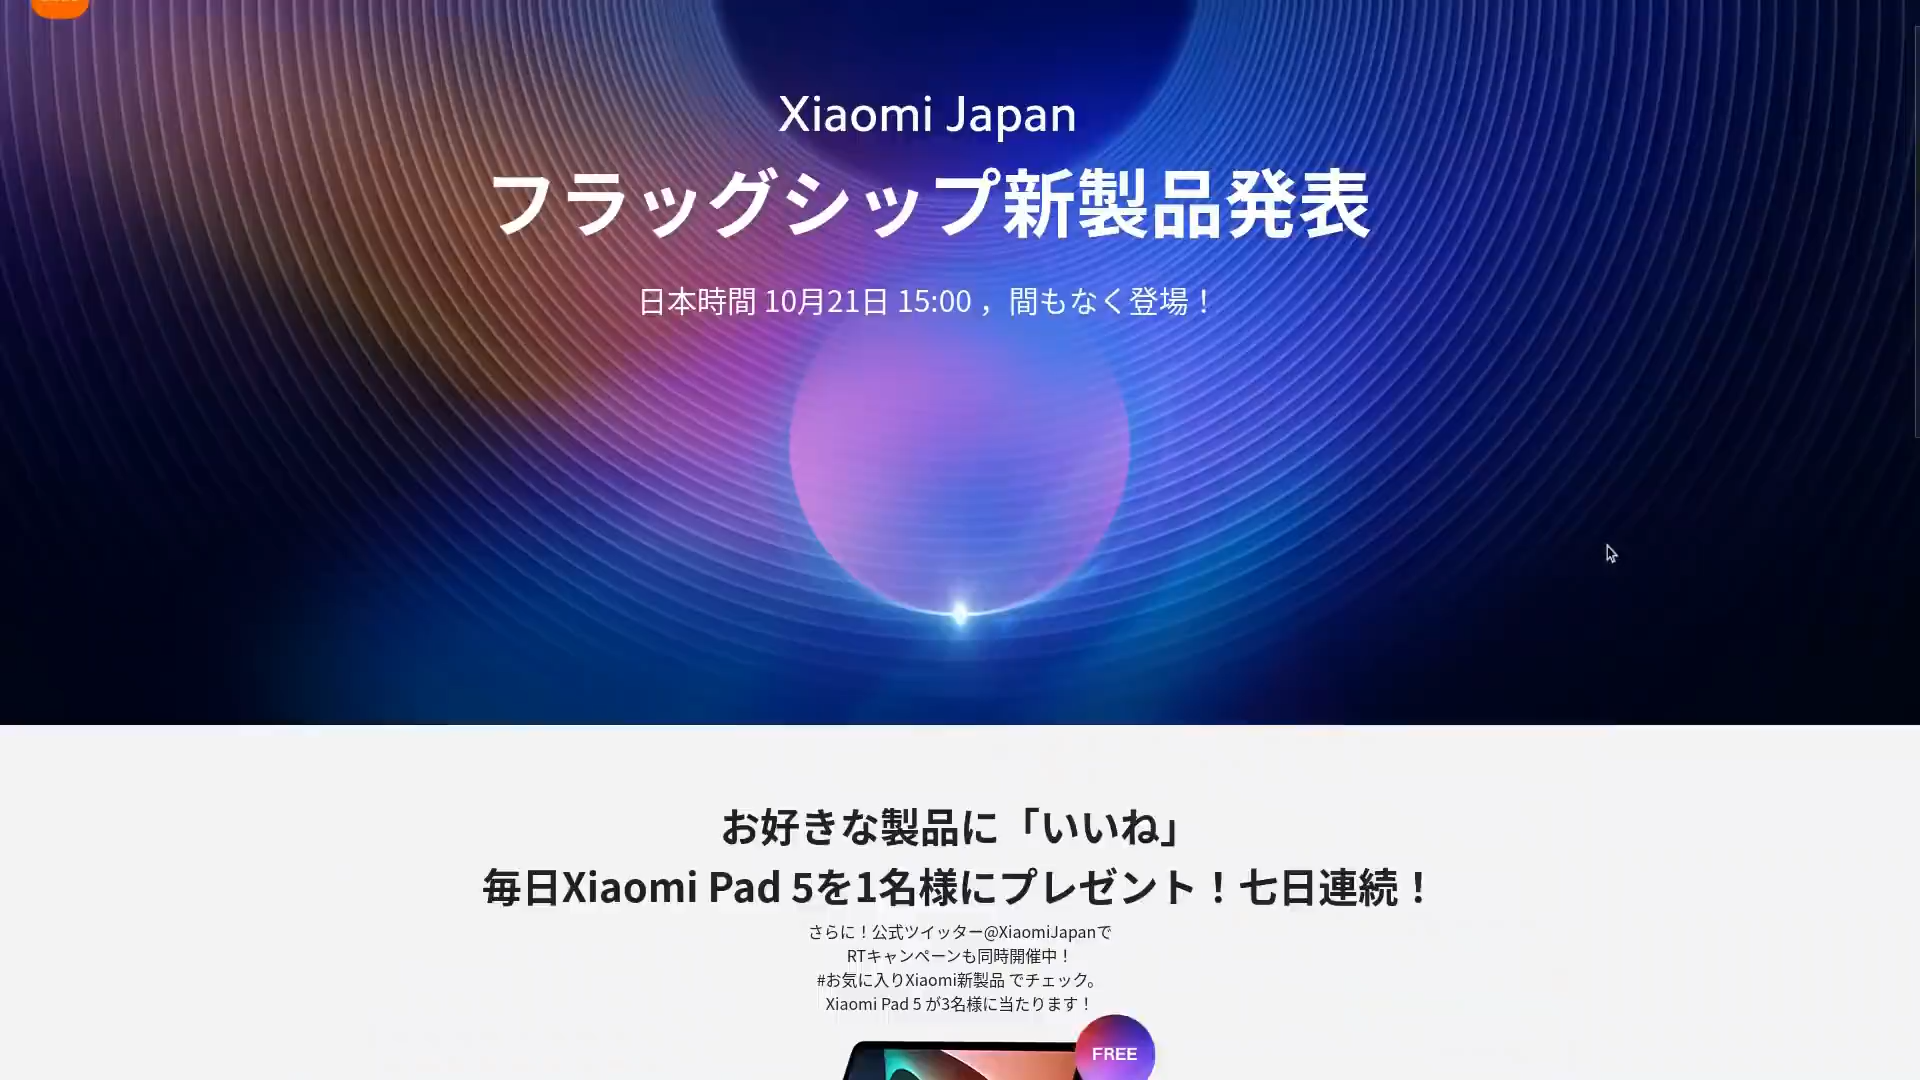 Xiaomi Japan
フラッグシップ新製品発表
日本時間 10月21日 15:00 ，間もなく登場！
お好きな製品に「いいね」
毎日Xiaomi Pad 5を1名様にプレゼント！七日連続！
さらに！公式ツイッター@XiaomiJapanで
RTキャンペーンも同時開催中！
#お気に入りXiaomi新製品 でチェック。
Xiaomi Pad 5 が3名様に当たります！
FREE